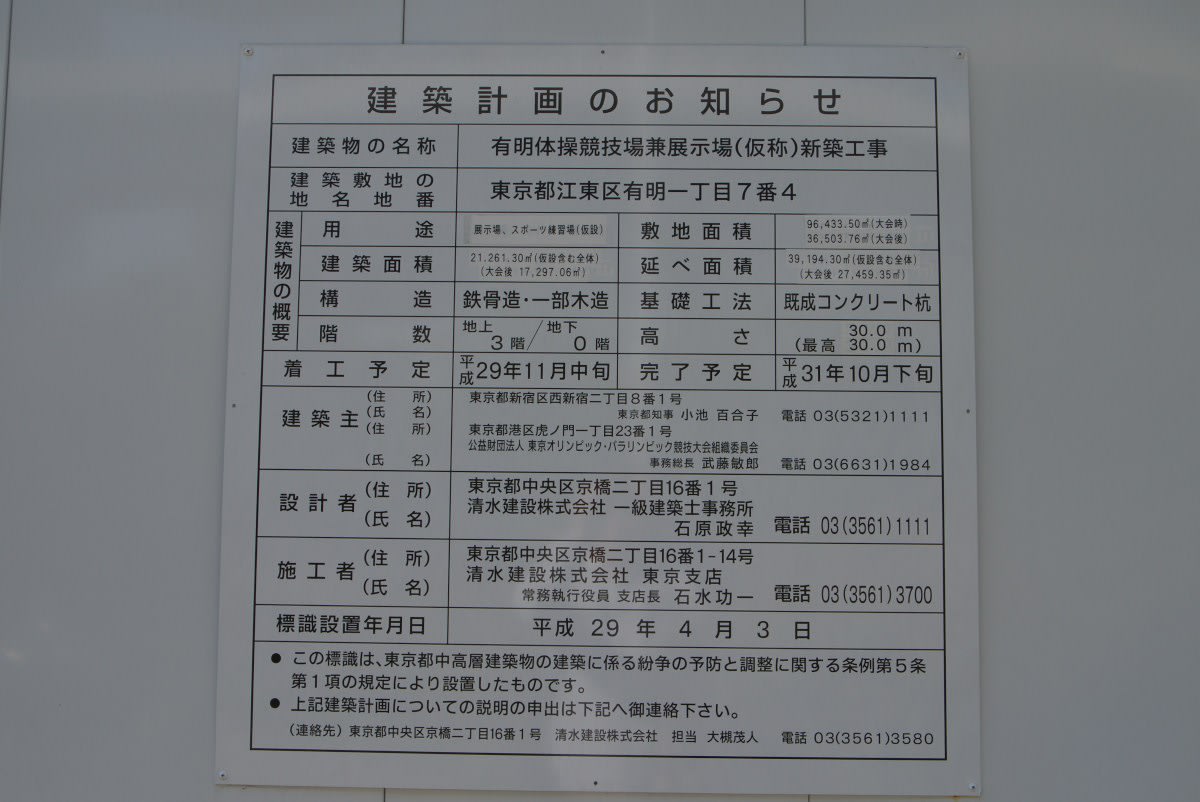 建築計画のお知らせ
建築物の名称 有明体操競技場兼展示場(仮称)新築工事
建築敷地の
地名地番 東京都江東区有明一丁目7番4
建築物の概要
用途 展示場、スポーツ練習場(仮設) 敷地面積 96,433.50㎡(大会時)
36,503.76㎡(大会後)
建築面積 21.261.30㎡(仮設含む全体)
(大会後 17,297.06㎡) 延べ面積 39,194.30㎡(仮設含む全体)
(大会後 27,459.35㎡)
構造 鉄骨造・一部木造 基礎工法 既成コンクリート杭
階数 地上3階/地下0階 高さ 30.0 m
(最高 30.0 m)
着工予定 平成29年11月中旬 完了予定 平成31年10月下旬
建築主 (住所) 東京都新宿区西新宿二丁目8番1号
(氏名) 東京都知事 小池 百合子 電話 03(5321)1111
(住所) 東京都港区虎ノ門一丁目23番1号
公益財団法人 東京オリンピック・パラリンピック競技大会組織委員会
(氏名) 事務総長 武藤敏郎 電話 03(6631)1984
設計者 (住所) 東京都中央区京橋二丁目16番1号
清水建設株式会社 一級建築士事務所
(氏名) 石原政幸 電話 03(3561)1111
施工者 (住所) 東京都中央区京橋二丁目16番1-14号
清水建設株式会社 東京支店
(氏名) 常務執行役員 支店長 石水功一 電話 03(3561)3700
標識設置年月日 平成 29 年 4 月 3 日
● この標識は、東京都中高層建築物の建築に係る紛争の予防と調整に関する条例第5条
第1項の規定により設置したものです。
● 上記建築計画についての説明の申出は下記へ御連絡下さい。
(連絡先) 東京都中央区京橋二丁目16番1号 清水建設株式会社 担当 大槻茂人 電話 03(3561)3580